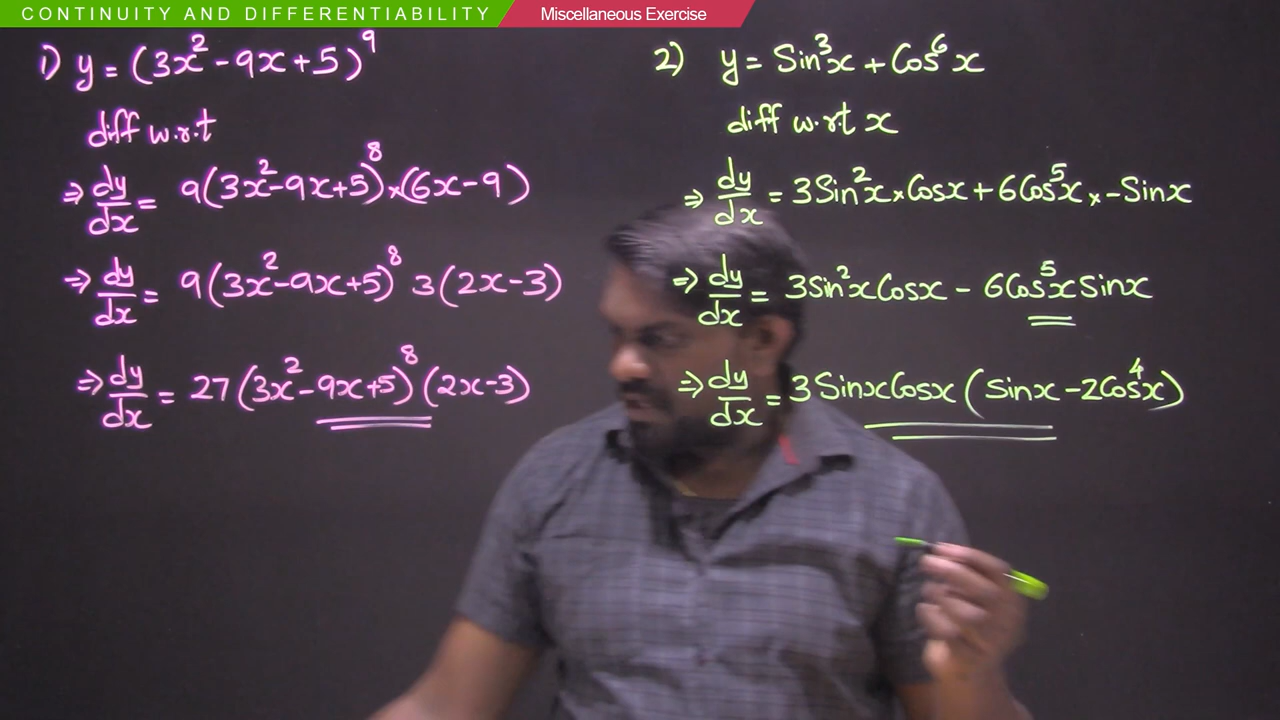 CONTINUITY AND DIFFERENTIABILITY
Miscellaneous Exercise
1) y = (3x² - 9x + 5)⁹
diff w.r.t
⇒ dy/dx = 9(3x² - 9x + 5)⁸ × (6x - 9)
⇒ dy/dx = 9(3x² - 9x + 5)⁸ 3(2x - 3)
⇒ dy/dx = 27(3x² - 9x + 5)⁸ (2x - 3)
2) y = Sin³x + Cos⁶x
diff w.r.t x
⇒ dy/dx = 3Sin²x × Cosx + 6Cos⁵x × -Sinx
⇒ dy/dx = 3Sin²xCosx - 6Cos⁵xSinx
⇒ dy/dx = 3SinxCosx(Sinx - 2Cos⁴x)